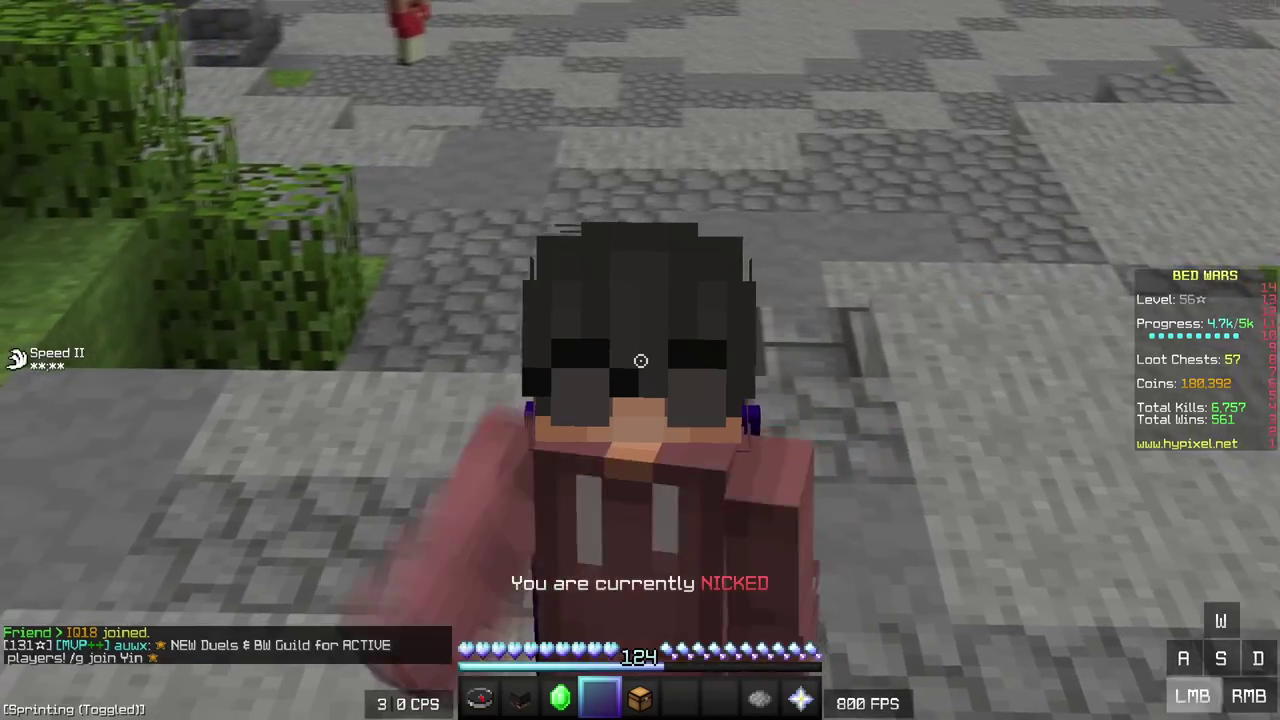 BED WARS
Level: 56☆
Progress: 4.7k/5k
Loot Chests: 57
Coins: 180,392
Total Kills: 6,757
Total Wins: 561
www.hypixel.net
Speed II
**:**
You are currently NICKED
Friend > IQ18 joined.
[131☆] [MVP++] auwx: ★ NEW Duels & BW Guild for ACTIVE
players! /g join Yin ★
[Sprinting (Toggled)]
124
3 | 0 CPS
800 FPS
W
A S D
LMB RMB